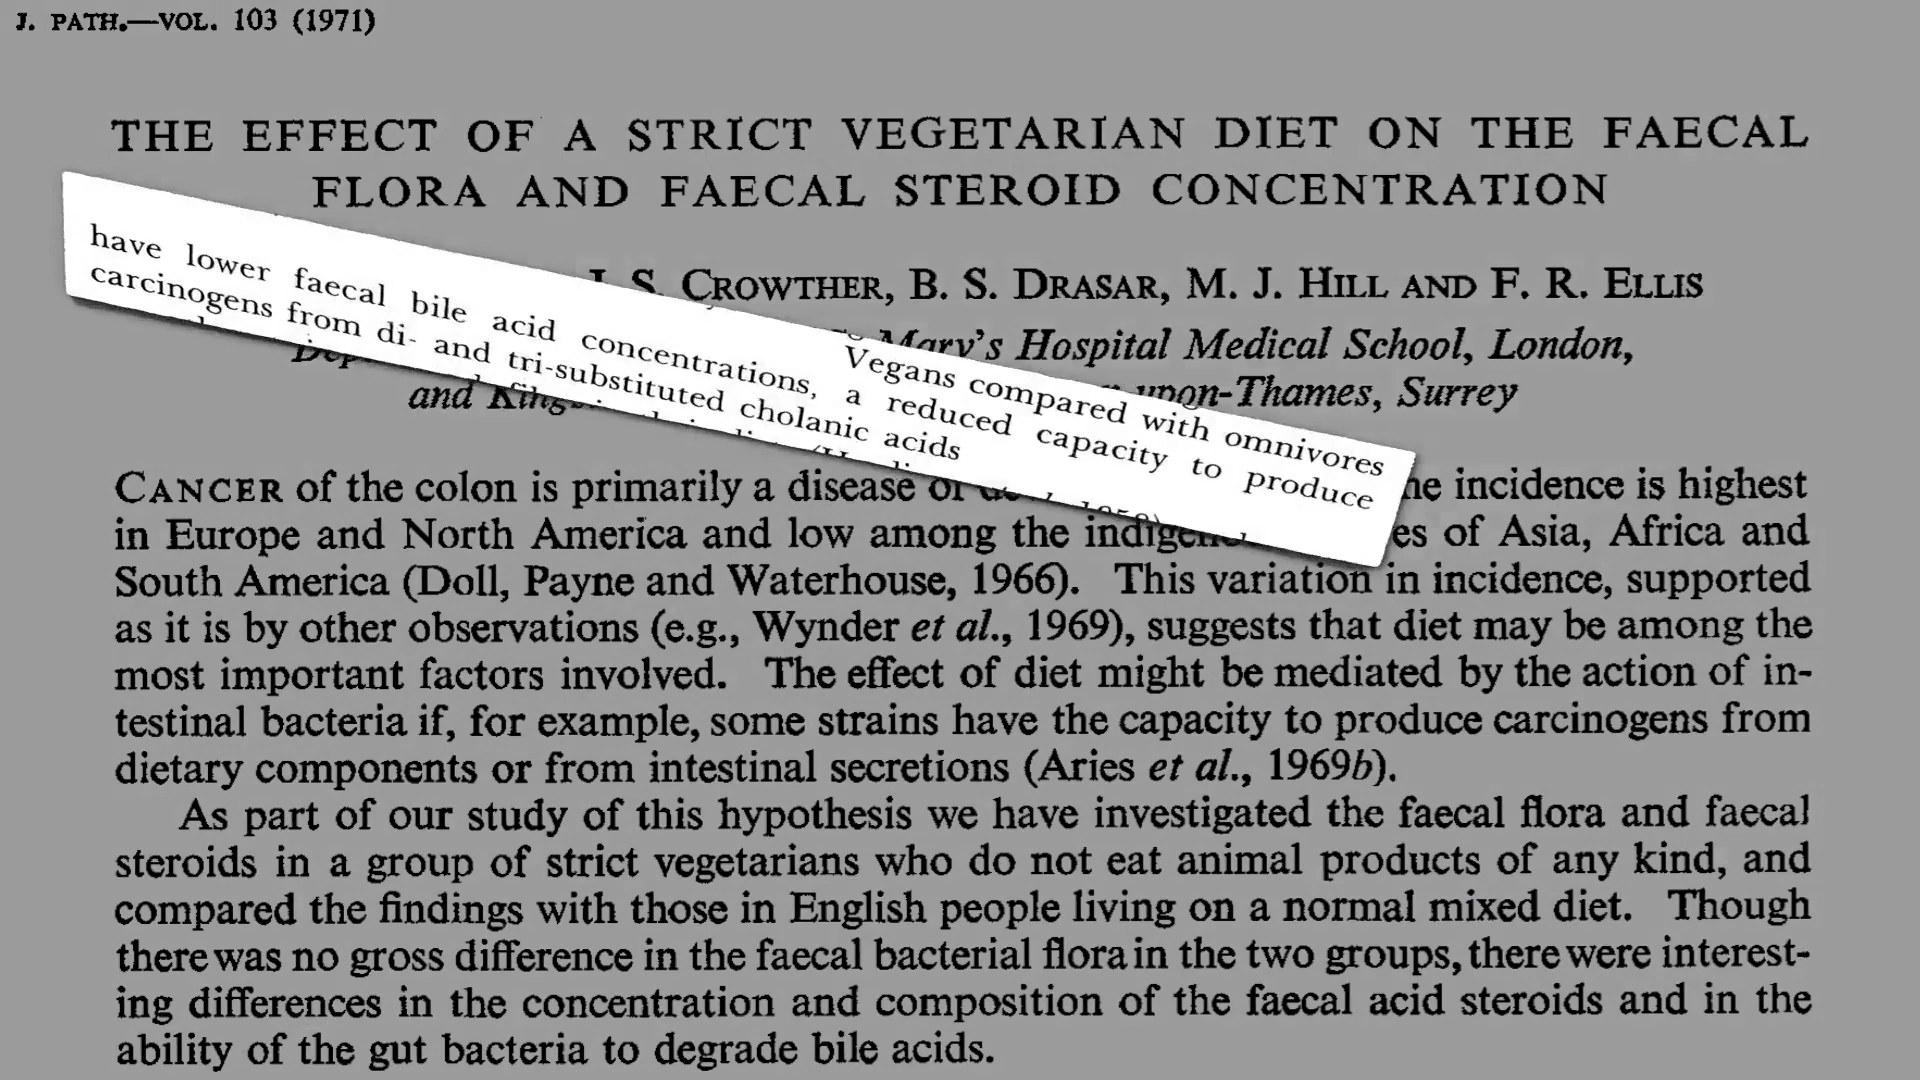 J. PATH.—VOL. 103 (1971)
THE EFFECT OF A STRICT VEGETARIAN DIET ON THE FAECAL
FLORA AND FAECAL STEROID CONCENTRATION
S. CROWTHER, B. S. DRASAR, M. J. HILL AND F. R. ELLIS
Mary's Hospital Medical School, London,
and upon-Thames, Surrey
Vegans compared with omnivores
have lower faecal bile acid concentrations, a reduced capacity to produce
carcinogens from di- and tri-substituted cholanic acids
CANCER of the colon is primarily a disease of incidence is highest
in Europe and North America and low among the of Asia, Africa and
South America (Doll, Payne and Waterhouse, 1966). This variation in incidence, supported
as it is by other observations (e.g., Wynder et al., 1969), suggests that diet may be among the
most important factors involved. The effect of diet might be mediated by the action of in-
testinal bacteria if, for example, some strains have the capacity to produce carcinogens from
dietary components or from intestinal secretions (Aries et al., 1969b).
As part of our study of this hypothesis we have investigated the faecal flora and faecal
steroids in a group of strict vegetarians who do not eat animal products of any kind, and
compared the findings with those in English people living on a normal mixed diet. Though
there was no gross difference in the faecal bacterial flora in the two groups, there were interest-
ing differences in the concentration and composition of the faecal acid steroids and in the
ability of the gut bacteria to degrade bile acids.